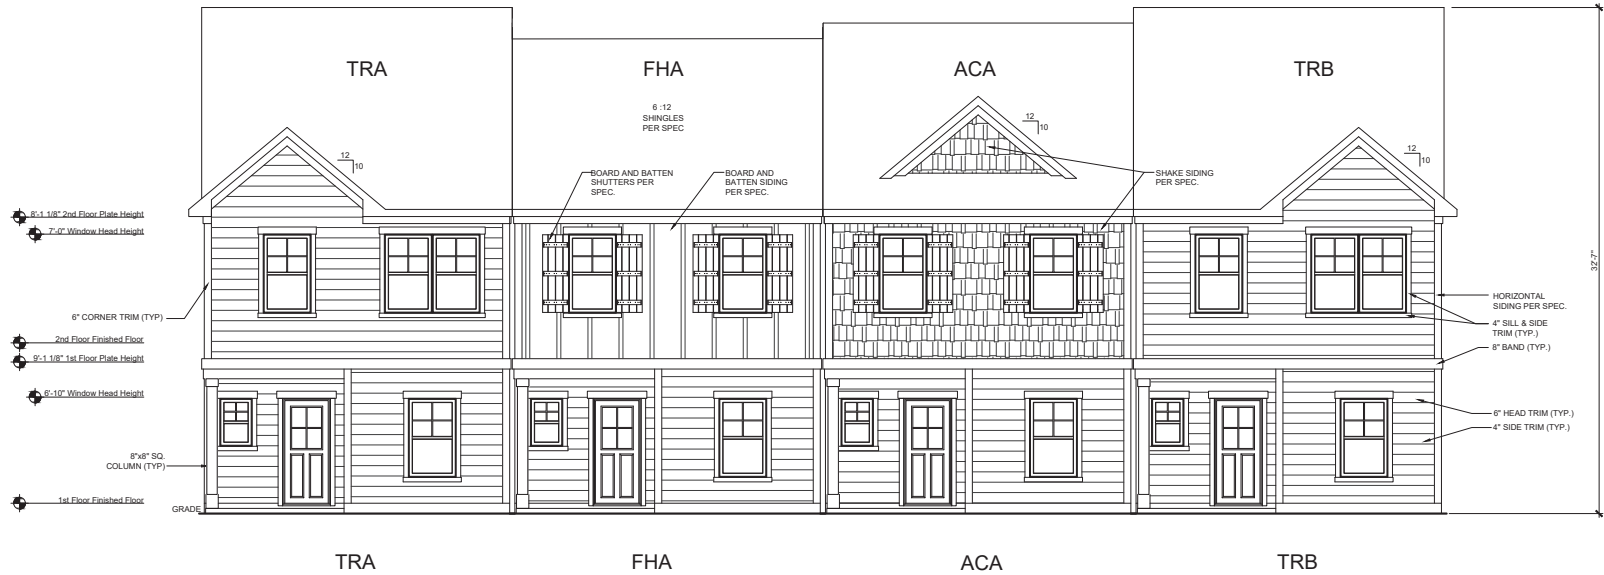 TRA
FHA
ACA
TRB
6 :12
SHINGLES
PER SPEC
12
10
12
10
12
10
BOARD AND BATTEN
SHUTTERS PER
SPEC.
BOARD AND
BATTEN SIDING
PER SPEC.
SHAKE SIDING
PER SPEC.
8'-1 1/8" 2nd Floor Plate Height
7'-0" Window Head Height
32'-7"
6" CORNER TRIM (TYP)
HORIZONTAL
SIDING PER SPEC.
4" SILL & SIDE
TRIM (TYP.)
2nd Floor Finished Floor
8" BAND (TYP.)
9'-1 1/8" 1st Floor Plate Height
6'-10" Window Head Height
6" HEAD TRIM (TYP.)
4" SIDE TRIM (TYP.)
8"x8" SQ.
COLUMN (TYP)
1st Floor Finished Floor
GRADE
TRA
FHA
ACA
TRB